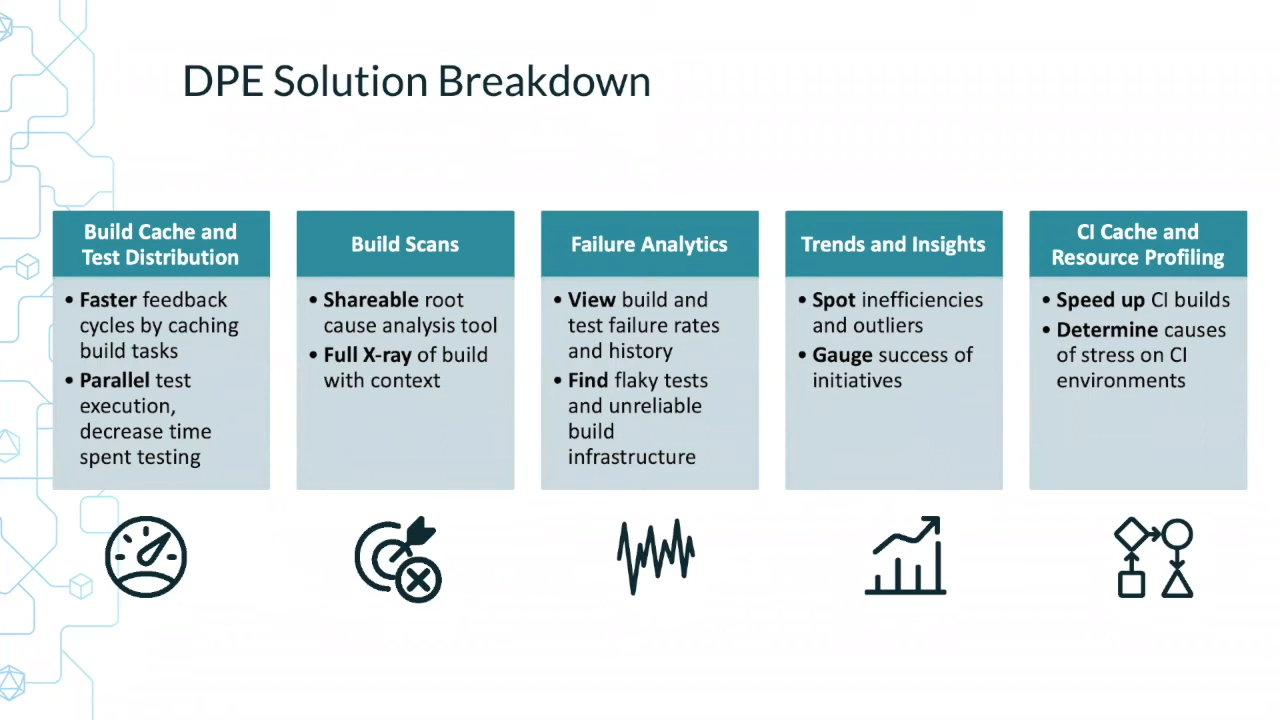 DPE Solution Breakdown
Build Cache and
Test Distribution
• Faster feedback
cycles by caching
build tasks
• Parallel test
execution,
decrease time
spent testing
Build Scans
• Shareable root
cause analysis tool
• Full X-ray of build
with context
Failure Analytics
• View build and
test failure rates
and history
• Find flaky tests
and unreliable
build
infrastructure
Trends and Insights
• Spot inefficiencies
and outliers
• Gauge success of
initiatives
CI Cache and
Resource Profiling
• Speed up CI builds
• Determine causes
of stress on CI
environments